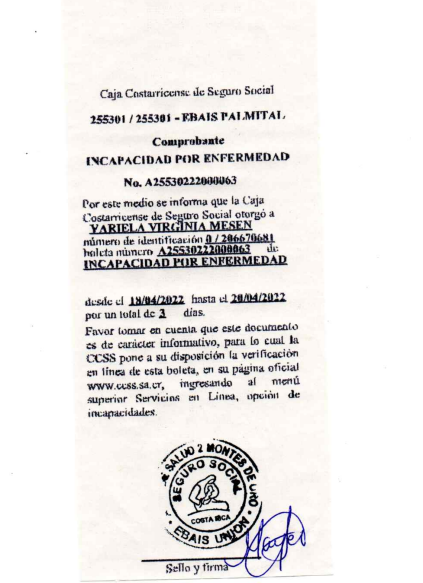 Caja Costarricense de Seguro Social
255301 / 255301 - EBAIS PALMITAL
Comprobante
INCAPACIDAD POR ENFERMEDAD
No. A25530222000063
Por este medio se informa que la Caja
Costarricense de Seguro Social otorgó a
YARIELA VIRGINIA MESEN
número de identificación 0 / 206670681
boleta número A25530222000063 de
INCAPACIDAD POR ENFERMEDAD
desde el 18/04/2022 hasta el 20/04/2022
por un total de 3 días.
Favor tomar en cuenta que este documento
es de carácter informativo, para lo cual la
CCSS pone a su disposición la verificación
en línea de esta boleta, en su página oficial
www.ccss.sa.cr, ingresando al menú
superior Servicios en Línea, opción de
incapacidades.
SALUD 2 MONTES DE ORO
SEGURO SOCIAL
COSTA RICA
EBAIS UNION
Sello y firma